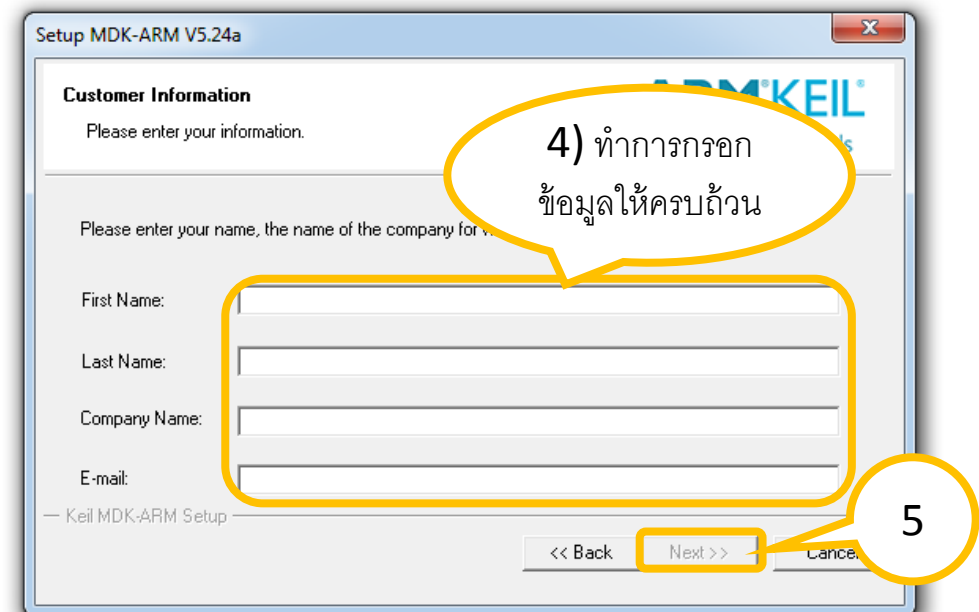 Setup MDK-ARM V5.24a
Customer Information
Please enter your information.
KEIL
4) ทำการกรอก
ข้อมูลให้ครบถ้วน
Please enter your name, the name of the company for
First Name:
Last Name:
Company Name:
E-mail:
Keil MDK-ARM Setup
<< Back
Next >>
Cancel
5